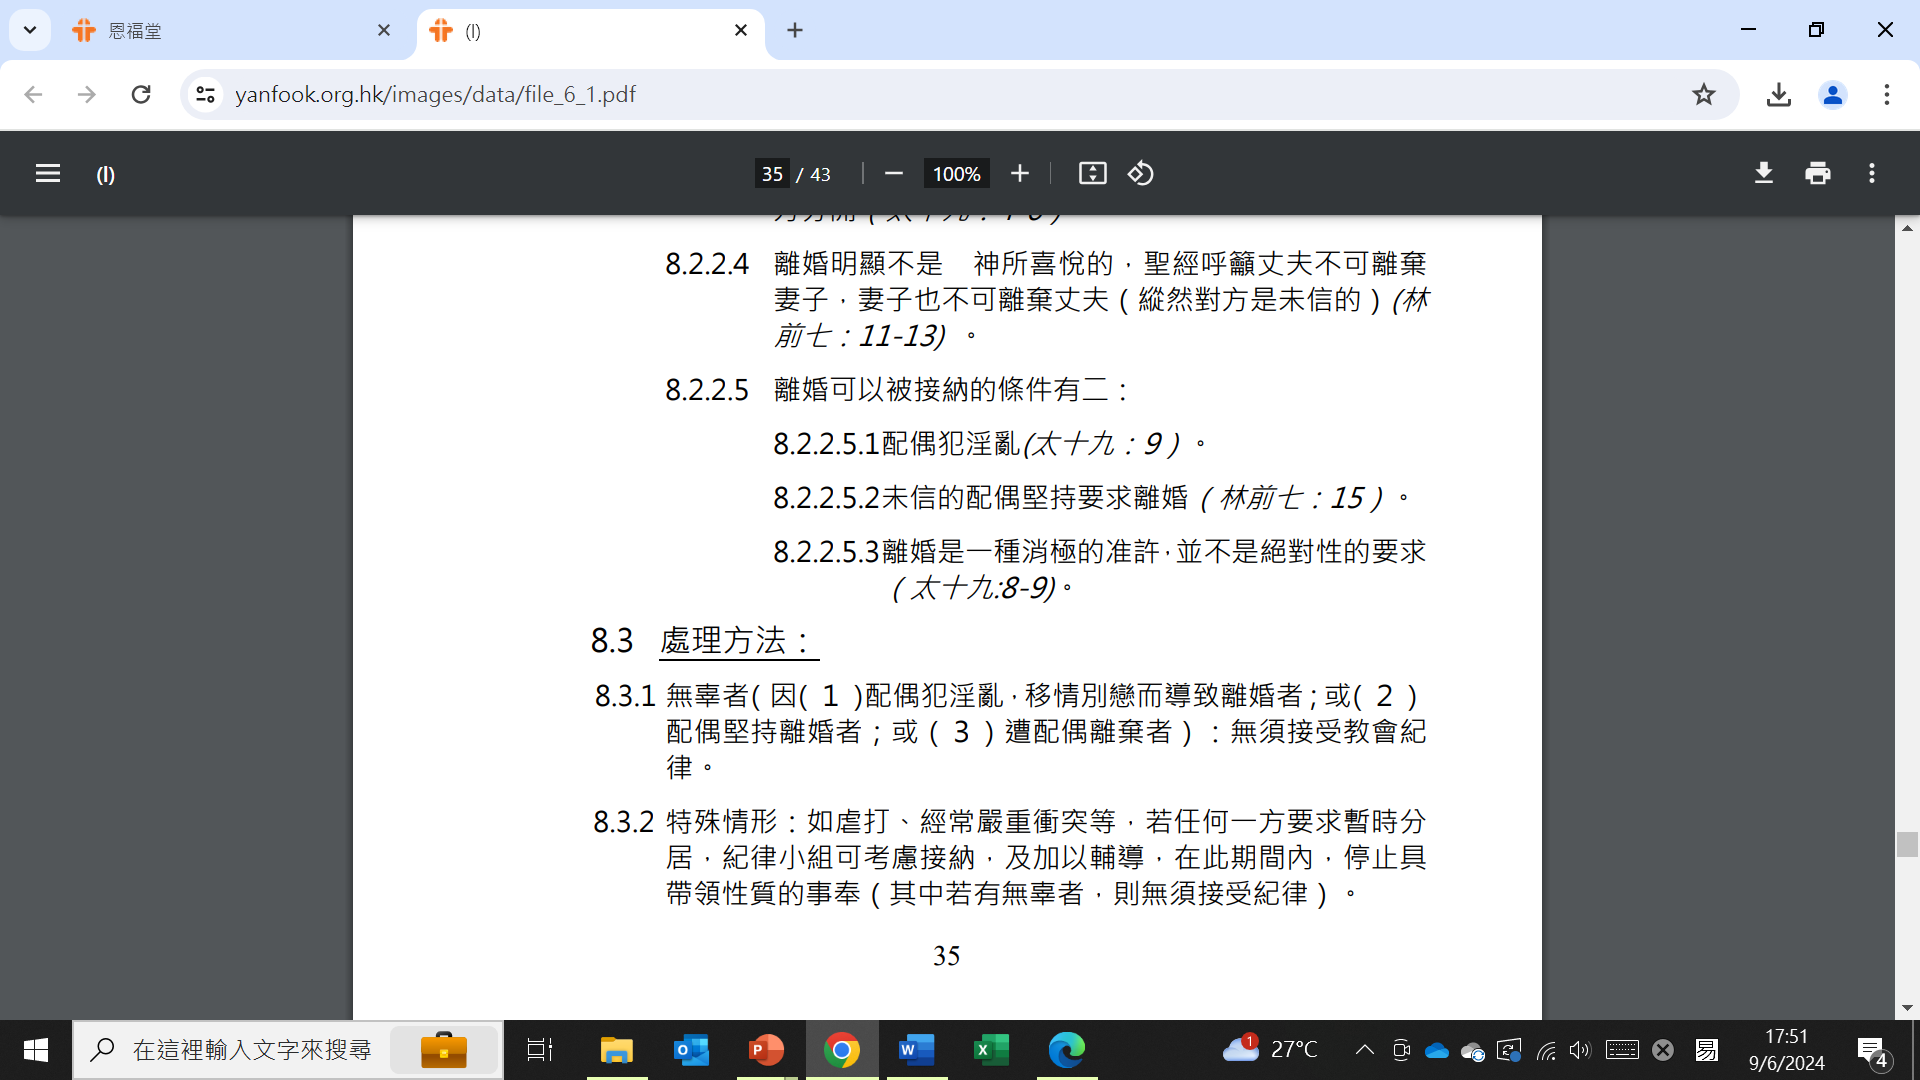 恩福堂
(l)
yanfook.org.hk/images/data/file_6_1.pdf
(l)
35 / 43
100%
8.2.2.4 離婚明顯不是　神所喜悅的，聖經呼籲丈夫不可離棄
妻子，妻子也不可離棄丈夫（縱然對方是未信的）(林
前七：11-13) 。
8.2.2.5 離婚可以被接納的條件有二：
8.2.2.5.1配偶犯淫亂(太十九：9）。
8.2.2.5.2未信的配偶堅持要求離婚（林前七：15）。
8.2.2.5.3離婚是一種消極的准許，並不是絕對性的要求
（太十九:8-9)。
8.3 處理方法：
8.3.1 無辜者( 因( 1 )配偶犯淫亂，移情別戀而導致離婚者；或( 2 )
配偶堅持離婚者；或（ 3 ）遭配偶離棄者）：無須接受教會紀
律。
8.3.2 特殊情形：如虐打、經常嚴重衝突等，若任何一方要求暫時分
居，紀律小組可考慮接納，及加以輔導，在此期間內，停止具
帶領性質的事奉（其中若有無辜者，則無須接受紀律）。
35
在這裡輸入文字來搜尋
1
27°C
易
17:51
9/6/2024
4